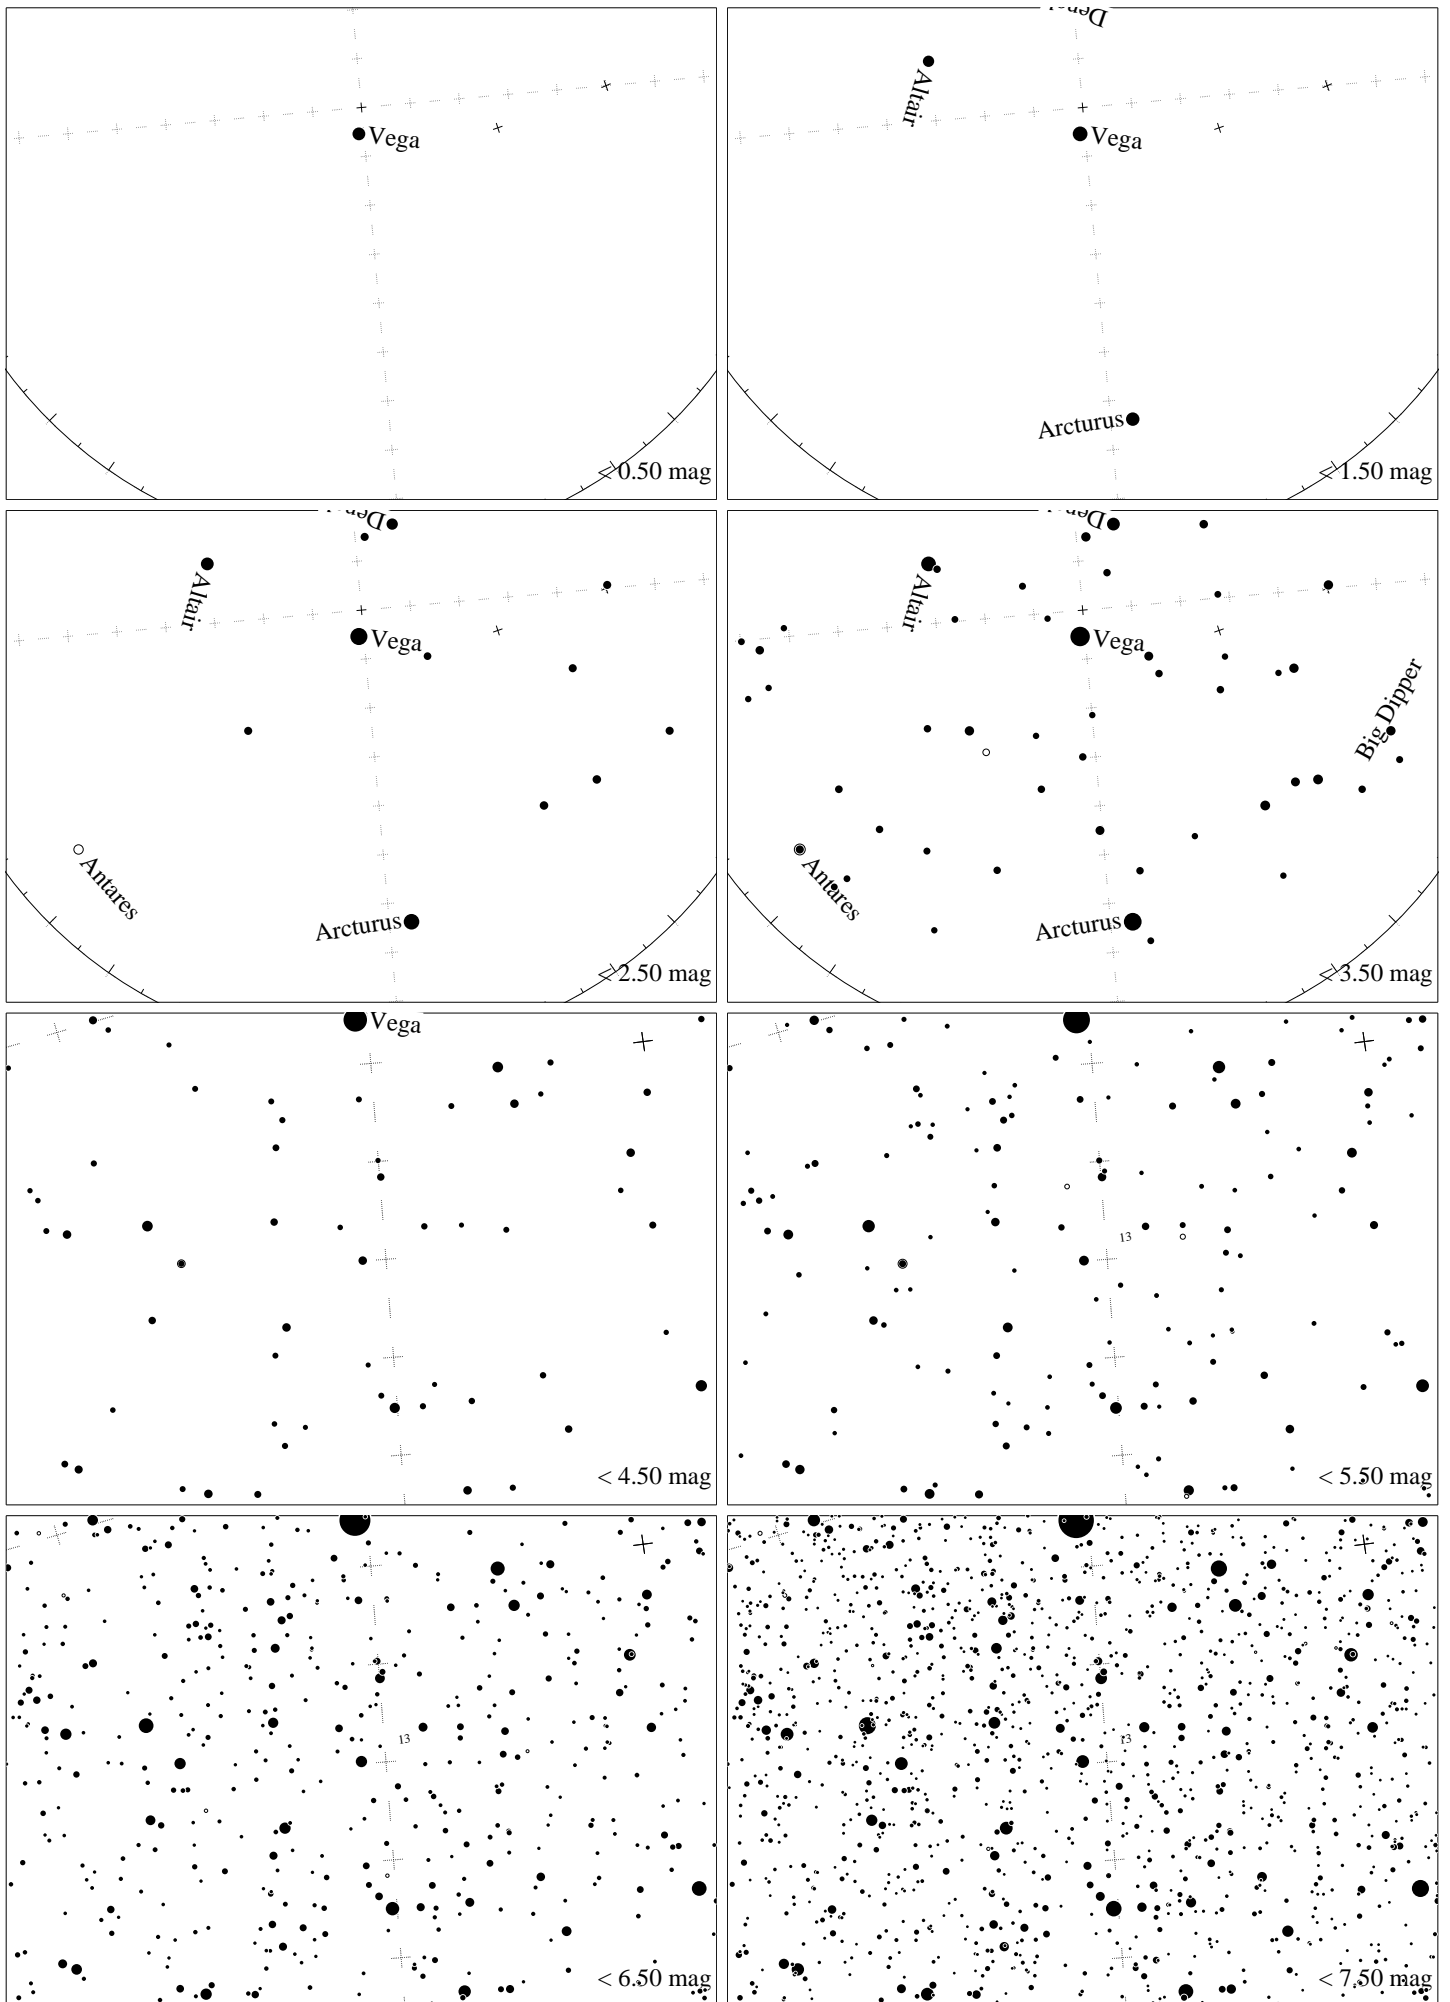 Vega
< 0.50 mag
Altair
Vega
Arcturus
< 1.50 mag
Altair
Vega
Antares
Arcturus
< 2.50 mag
Altair
Vega
Big Dipper
Antares
Arcturus
< 3.50 mag
Vega
< 4.50 mag
13
< 5.50 mag
13
< 6.50 mag
13
< 7.50 mag